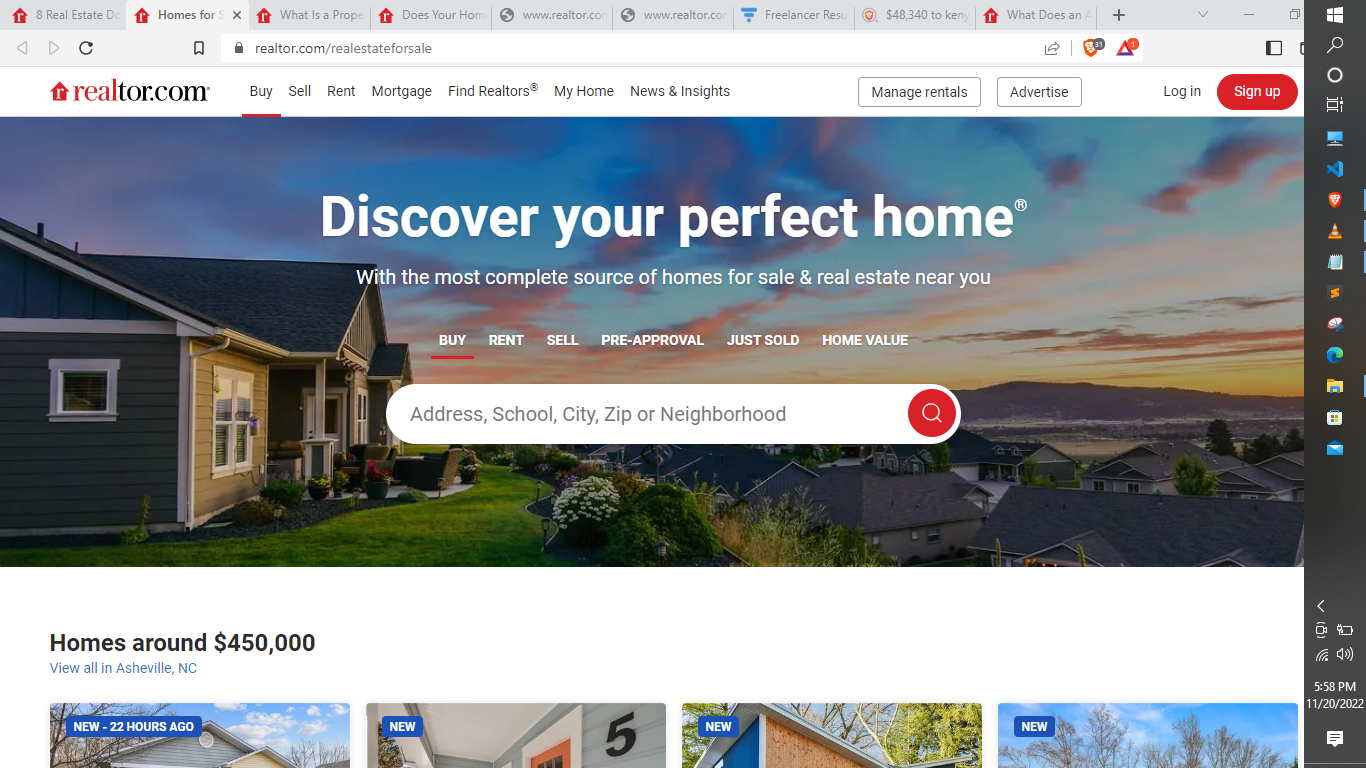 8 Real Estate Do
Homes for S
What Is a Prope
Does Your Hom
www.realtor.com
www.realtor.com
Freelancer Resu
$48,340 to keny
What Does an A
realtor.com/realestateforsale
31
1
realtor.com®
Buy
Sell
Rent
Mortgage
Find Realtors®
My Home
News & Insights
Manage rentals
Advertise
Log in
Sign up
Discover your perfect home®
With the most complete source of homes for sale & real estate near you
BUY
RENT
SELL
PRE-APPROVAL
JUST SOLD
HOME VALUE
Address, School, City, Zip or Neighborhood
Homes around $450,000
View all in Asheville, NC
NEW - 22 HOURS AGO
NEW
5
NEW
NEW
5:58 PM
11/20/2022